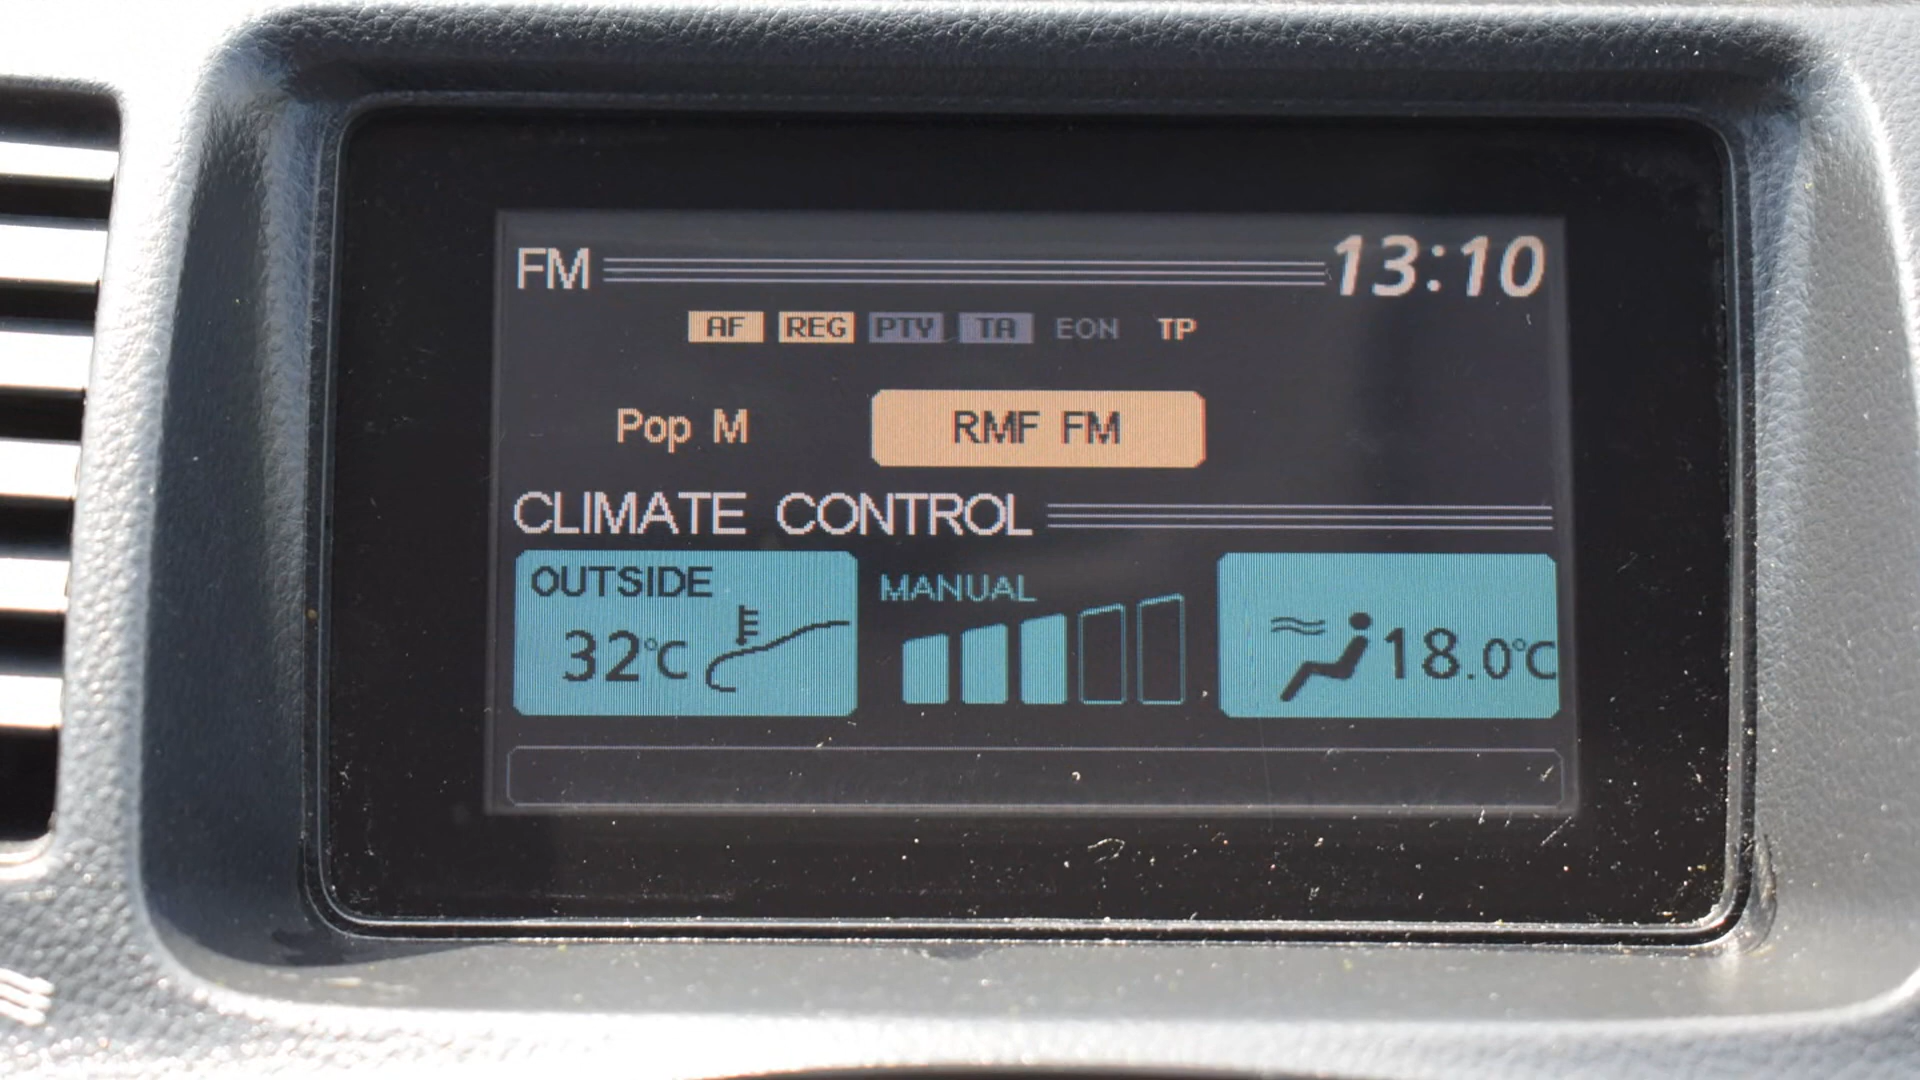 FM 13:10
AF REG PTY TA EON TP
Pop M RMF FM
CLIMATE CONTROL
OUTSIDE MANUAL
32°C 18.0°C